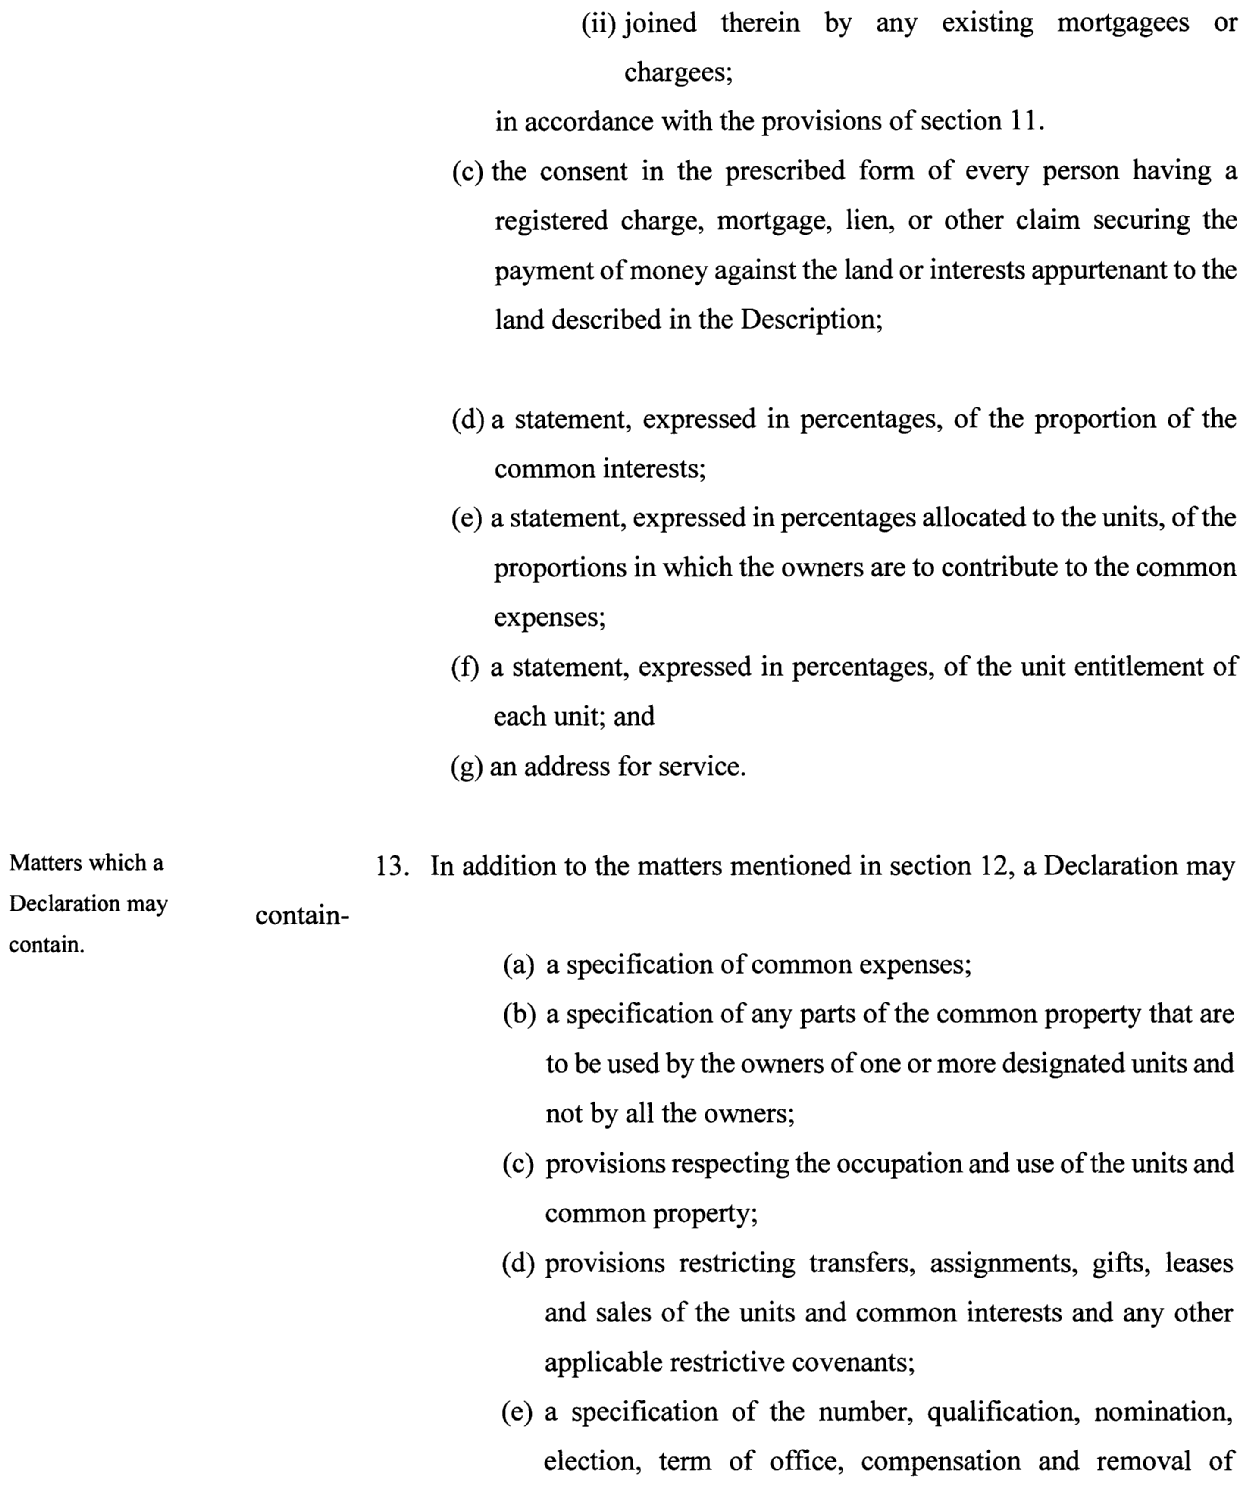 (ii) joined therein by any existing mortgagees or
chargees;
in accordance with the provisions of section 11.
(c) the consent in the prescribed form of every person having a
registered charge, mortgage, lien, or other claim securing the
payment of money against the land or interests appurtenant to the
land described in the Description;
(d) a statement, expressed in percentages, of the proportion of the
common interests;
(e) a statement, expressed in percentages allocated to the units, of the
proportions in which the owners are to contribute to the common
expenses;
(f) a statement, expressed in percentages, of the unit entitlement of
each unit; and
(g) an address for service.
Matters which a
Declaration may
contain.
13. In addition to the matters mentioned in section 12, a Declaration may
contain-
(a) a specification of common expenses;
(b) a specification of any parts of the common property that are
to be used by the owners of one or more designated units and
not by all the owners;
(c) provisions respecting the occupation and use of the units and
common property;
(d) provisions restricting transfers, assignments, gifts, leases
and sales of the units and common interests and any other
applicable restrictive covenants;
(e) a specification of the number, qualification, nomination,
election, term of office, compensation and removal of